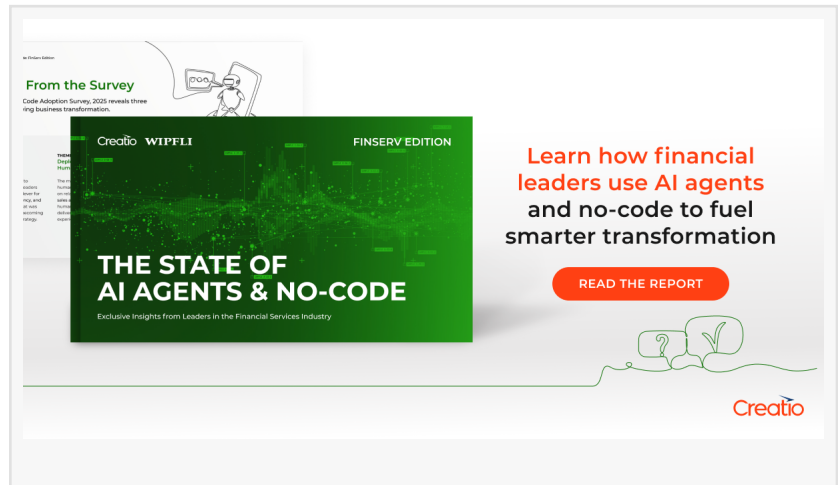 From the Survey
Code Adoption Survey, 2025 reveals three
ing business transformation.
Creatio WIPFLI
FINSERV EDITION
THE STATE OF
AI AGENTS & NO-CODE
Exclusive Insights from Leaders in the Financial Services Industry
Learn how financial
leaders use AI agents
and no-code to fuel
smarter transformation
READ THE REPORT
?
Creatio